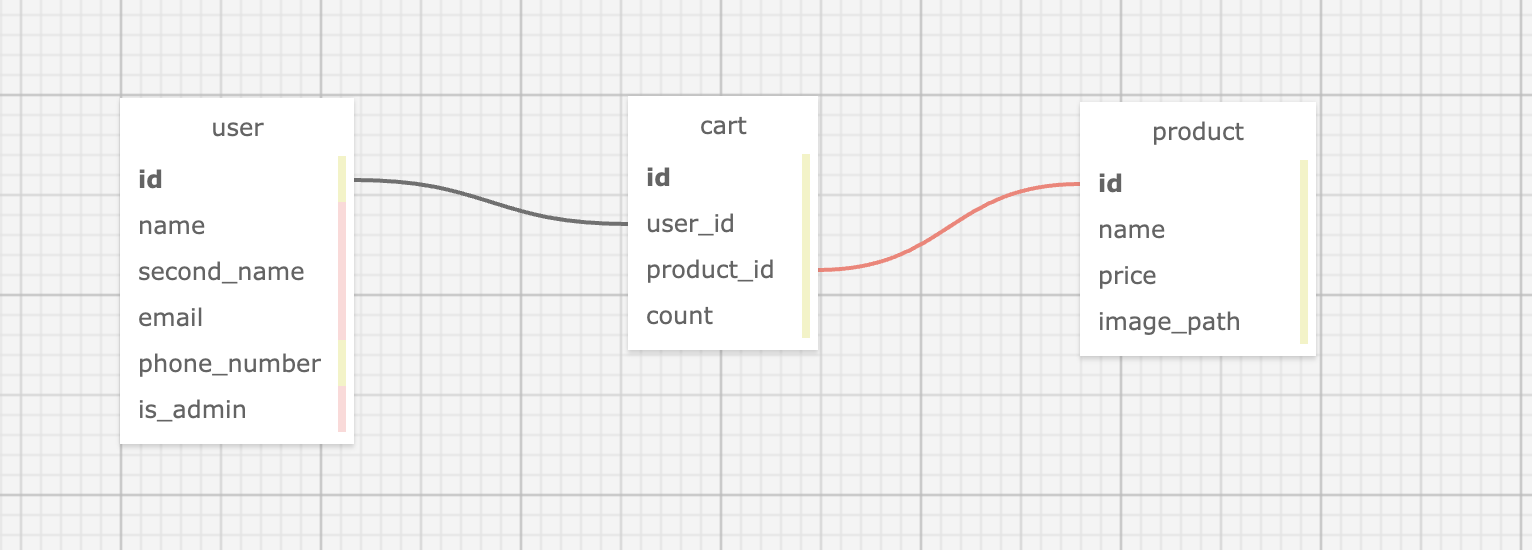 user
id
name
second_name
email
phone_number
is_admin
cart
id
user_id
product_id
count
product
id
name
price
image_path